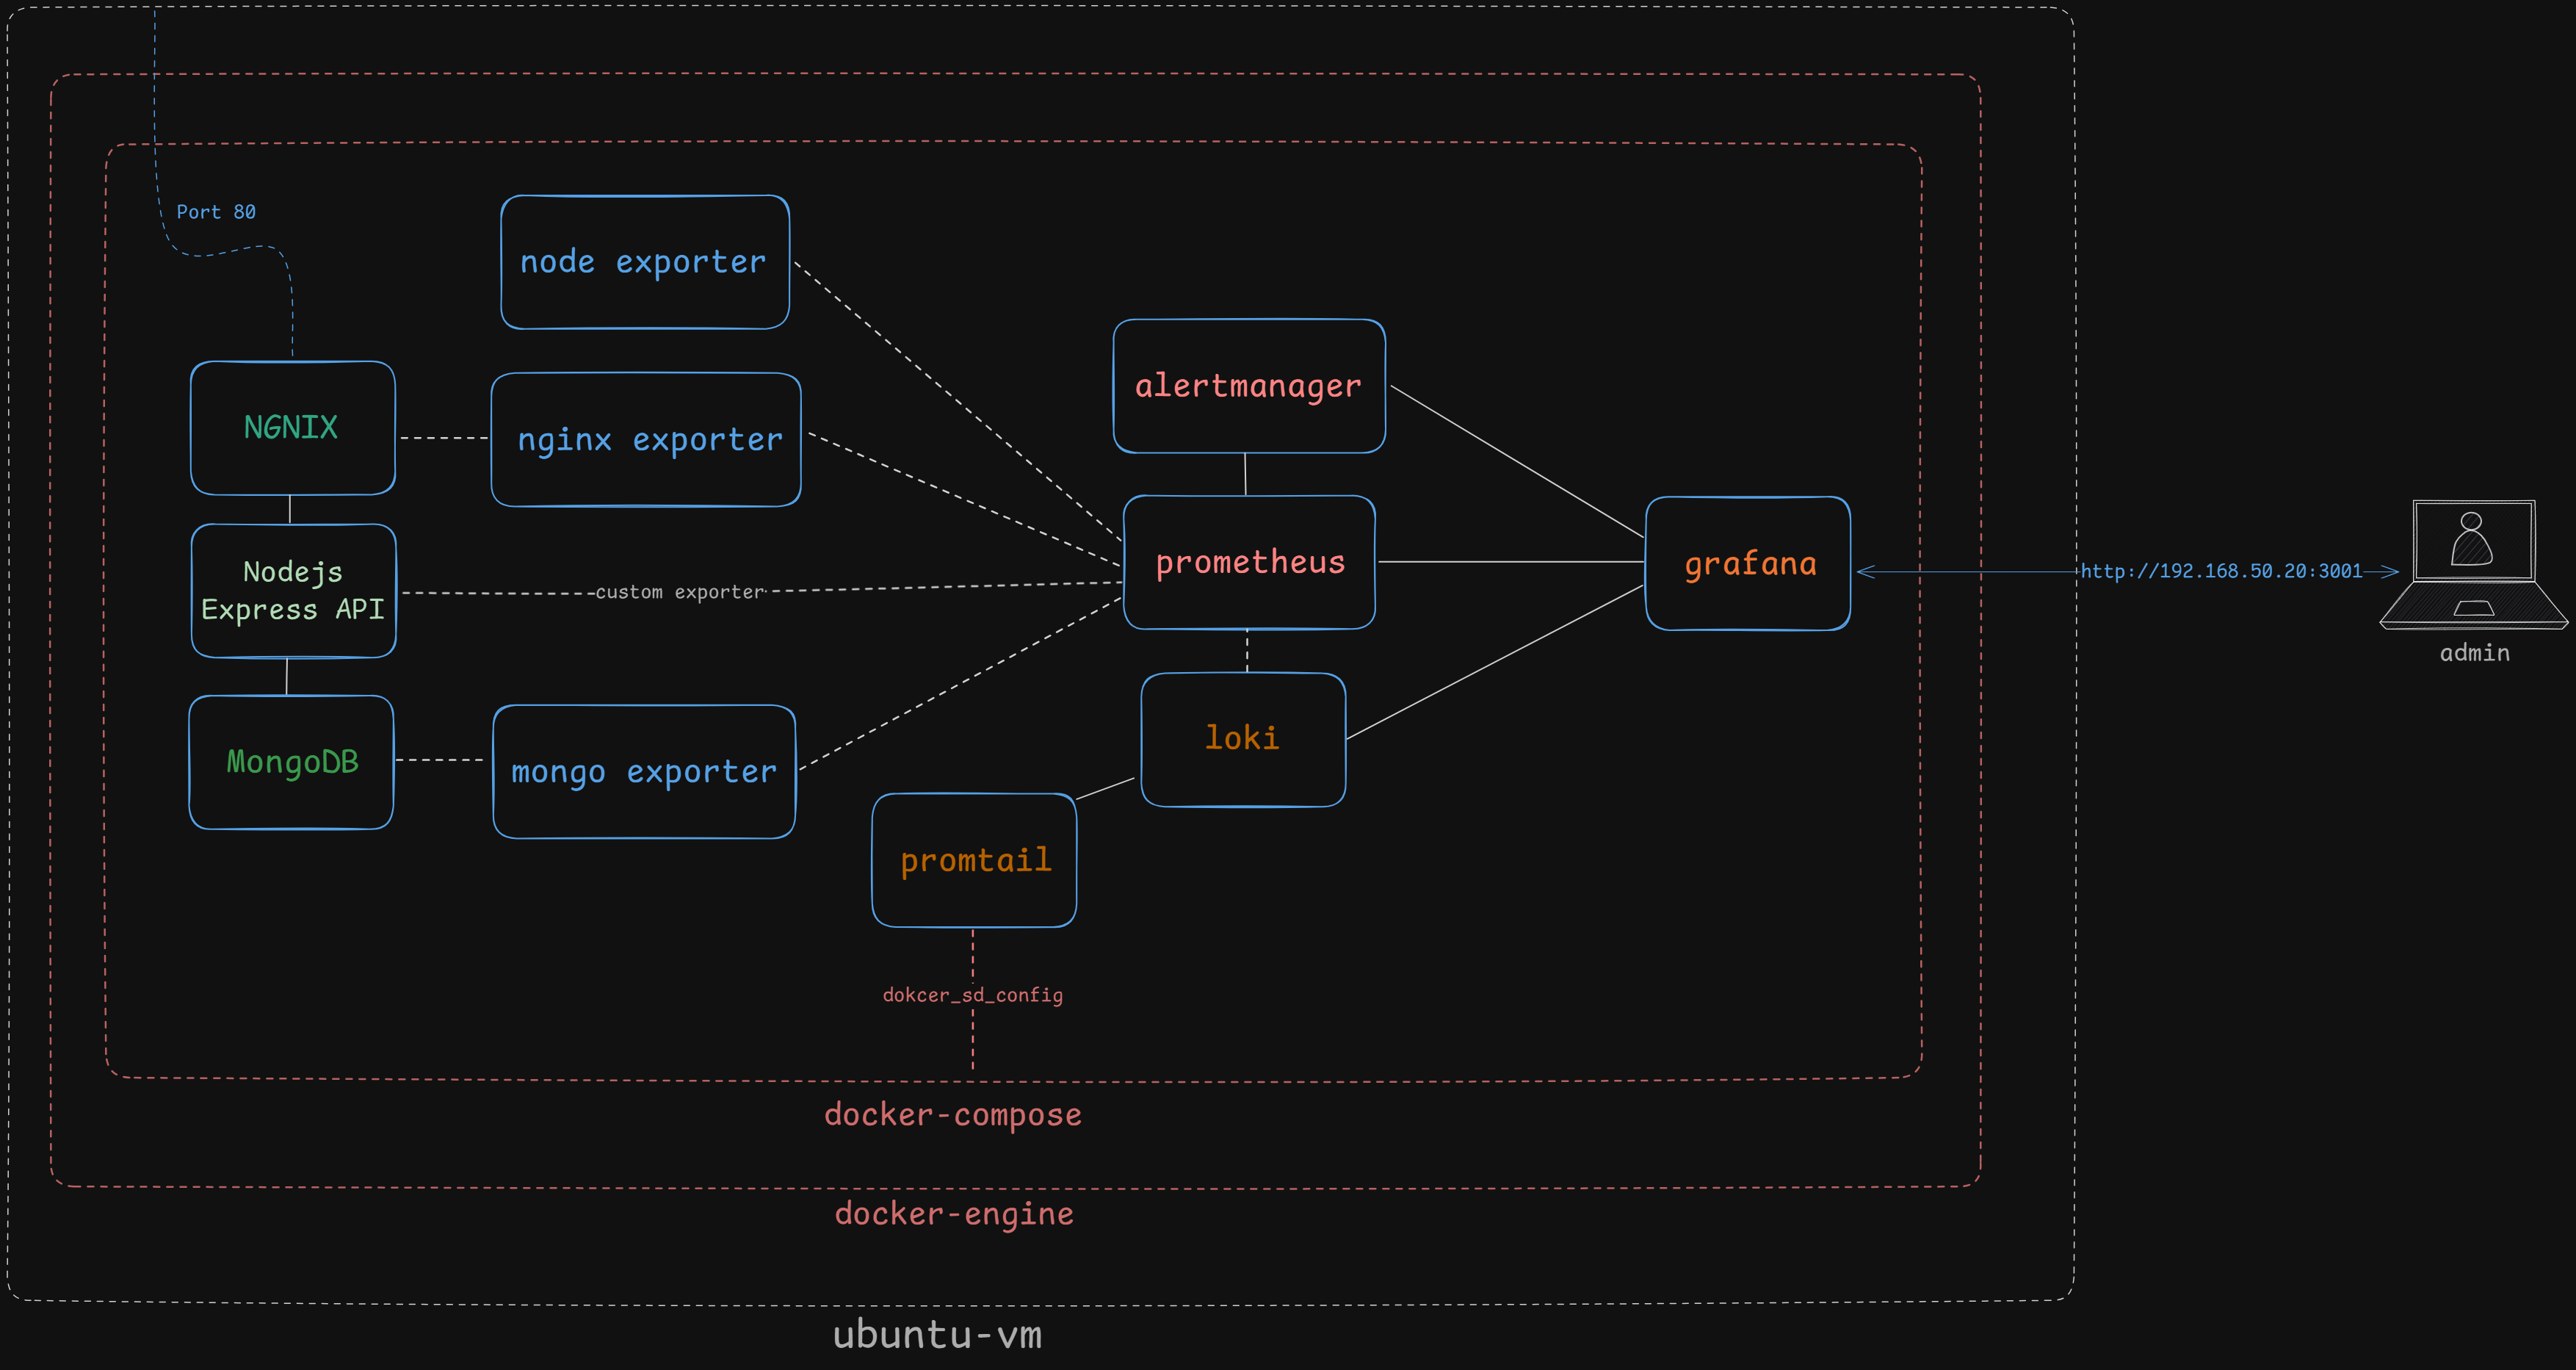 Port 80
node exporter
alertmanager
NGNIX
nginx exporter
prometheus
grafana
http://192.168.50.20:3001
Nodejs
Express API
custom exporter
admin
loki
MongoDB
mongo exporter
promtail
dokcer_sd_config
docker-compose
docker-engine
ubuntu-vm